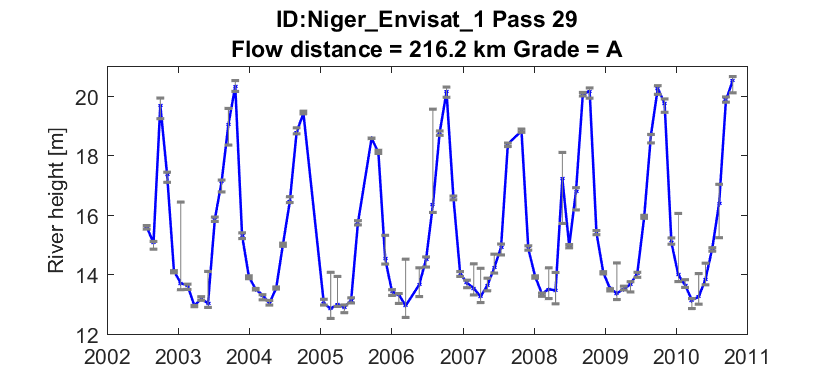 ID:Niger_Envisat_1 Pass 29
Flow distance = 216.2 km Grade = A
River height [m]
20
18
16
14
12
2002 2003 2004 2005 2006 2007 2008 2009 2010 2011